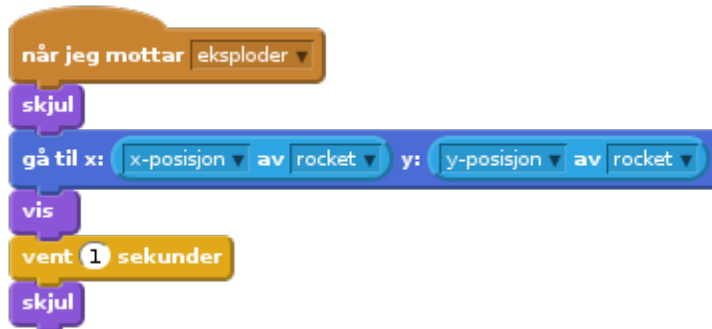 når jeg mottar eksploder
skjul
gå til x: x-posisjon av rocket y: y-posisjon av rocket
vis
vent 1 sekunder
skjul